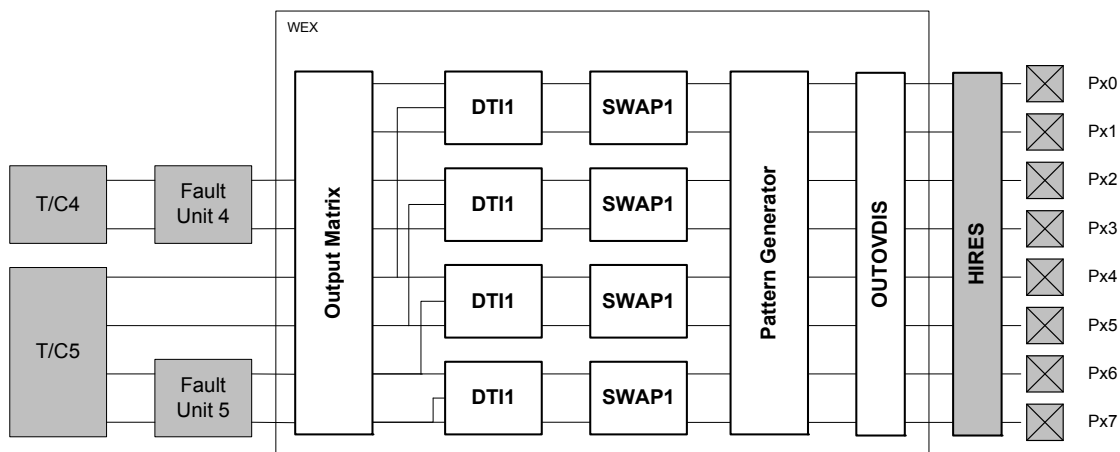 WEX
T/C4
Fault
Unit 4
T/C5
Fault
Unit 5
Output Matrix
DTI1
SWAP1
DTI1
SWAP1
DTI1
SWAP1
DTI1
SWAP1
Pattern Generator
OUTOVDIS
HIRES
Px0
Px1
Px2
Px3
Px4
Px5
Px6
Px7